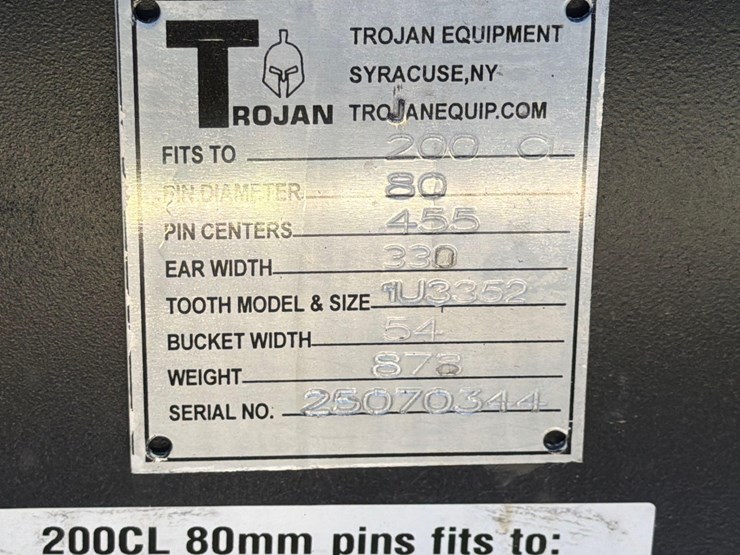 TROJAN
TROJAN EQUIPMENT
SYRACUSE,NY
TROJANEQUIP.COM
FITS TO 200 CL
PIN DIAMETER 80
PIN CENTERS 455
EAR WIDTH 330
TOOTH MODEL & SIZE 1U3352
BUCKET WIDTH 54
WEIGHT 878
SERIAL NO. 25070344
200CL 80mm pins fits to: